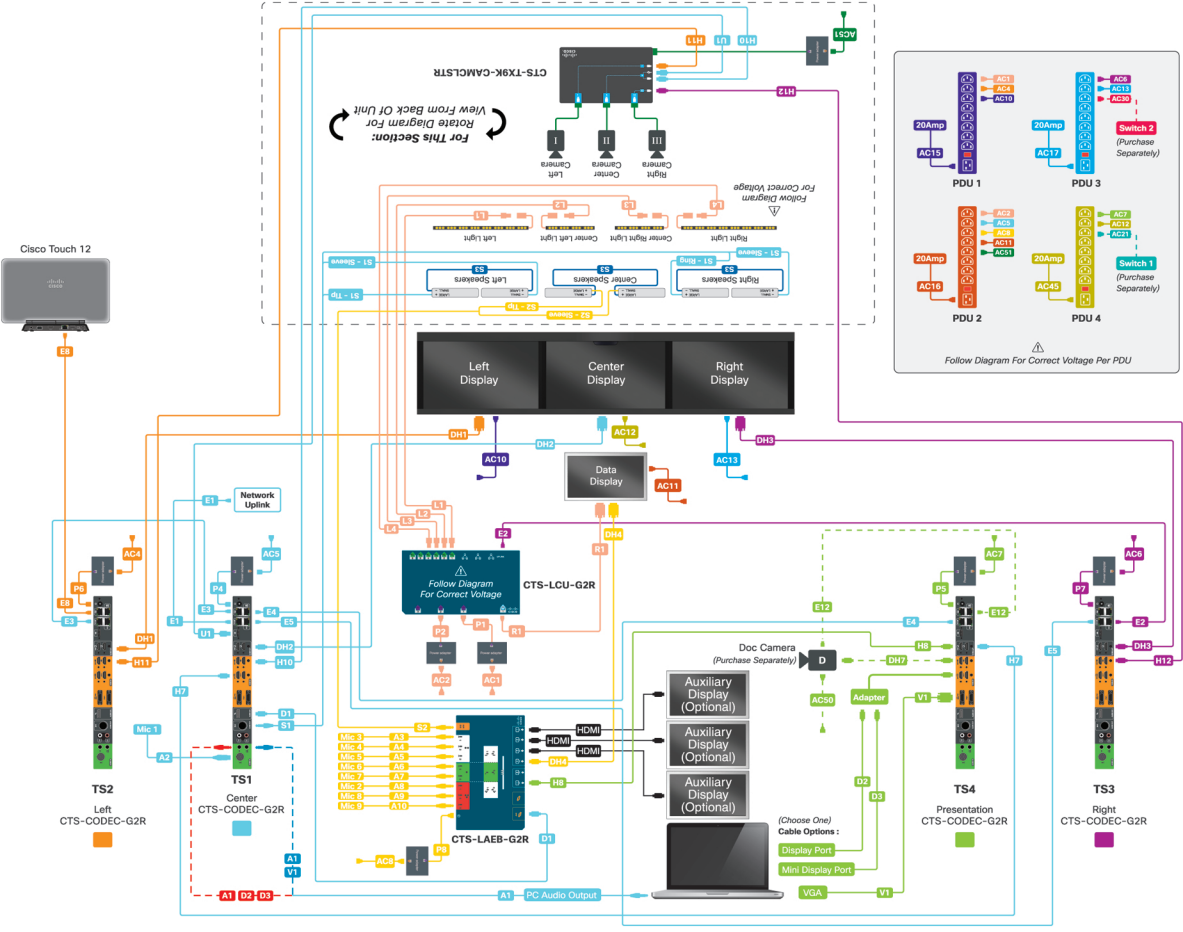 H11
U1
H10
AC51
Power adapter
CTS-TX9K-CAMCLSTR
H12
For This Section:
Rotate Diagram For
View From Back Of Unit
I
II
III
Left
Camera
Center
Camera
Right
Camera
Follow Diagram
For Correct Voltage
L1
L2
L3
L4
Left Light
Center Left Light
Center Right Light
Right Light
S1 - Sleeve
S1 - Ring
S1 - Sleeve
S3
S3
S3
Left Speakers
Center Speakers
Right Speakers
S1 - Tip
S2 - Tip
S2 - Sleeve
AC1
AC4
AC10
20Amp
AC15
PDU 1
AC6
AC13
AC30
20Amp
AC17
Switch 2
(Purchase
Separately)
PDU 3
AC2
AC5
AC8
AC11
AC51
20Amp
AC16
PDU 2
AC7
AC12
AC21
20Amp
AC45
Switch 1
(Purchase
Separately)
PDU 4
Follow Diagram For Correct Voltage Per PDU
Cisco Touch 12
E8
Left
Display
Center
Display
Right
Display
DH1
AC10
DH2
AC12
AC13
DH3
Data
Display
AC11
Network
Uplink
E1
L1
L2
L3
L4
E2
R1
DH4
CTS-LCU-G2R
Follow Diagram
For Correct Voltage
P2
P1
R1
AC2
AC1
AC4
P6
E8
E3
DH1
H11
AC5
P4
E3
E1
U1
E4
E5
DH2
H10
H7
D1
S1
Mic 1
A2
TS2
Left
CTS-CODEC-G2R
TS1
Center
CTS-CODEC-G2R
A1
V1
A1
D2
D3
S2
Mic 3
A3
Mic 4
A4
Mic 5
A5
Mic 6
A6
Mic 7
A7
Mic 2
A8
Mic 8
A9
Mic 9
A10
HDMI
HDMI
HDMI
DH4
H8
D1
P8
AC8
CTS-LAEB-G2R
Auxiliary
Display
(Optional)
Auxiliary
Display
(Optional)
Auxiliary
Display
(Optional)
A1
PC Audio Output
Doc Camera
(Purchase Separately)
D
E12
DH7
AC50
Adapter
V1
D2
D3
(Choose One)
Cable Options :
Display Port
Mini Display Port
VGA
V1
AC7
P5
E12
E4
H8
H7
E5
TS4
Presentation
CTS-CODEC-G2R
AC6
P7
E2
DH3
H12
TS3
Right
CTS-CODEC-G2R